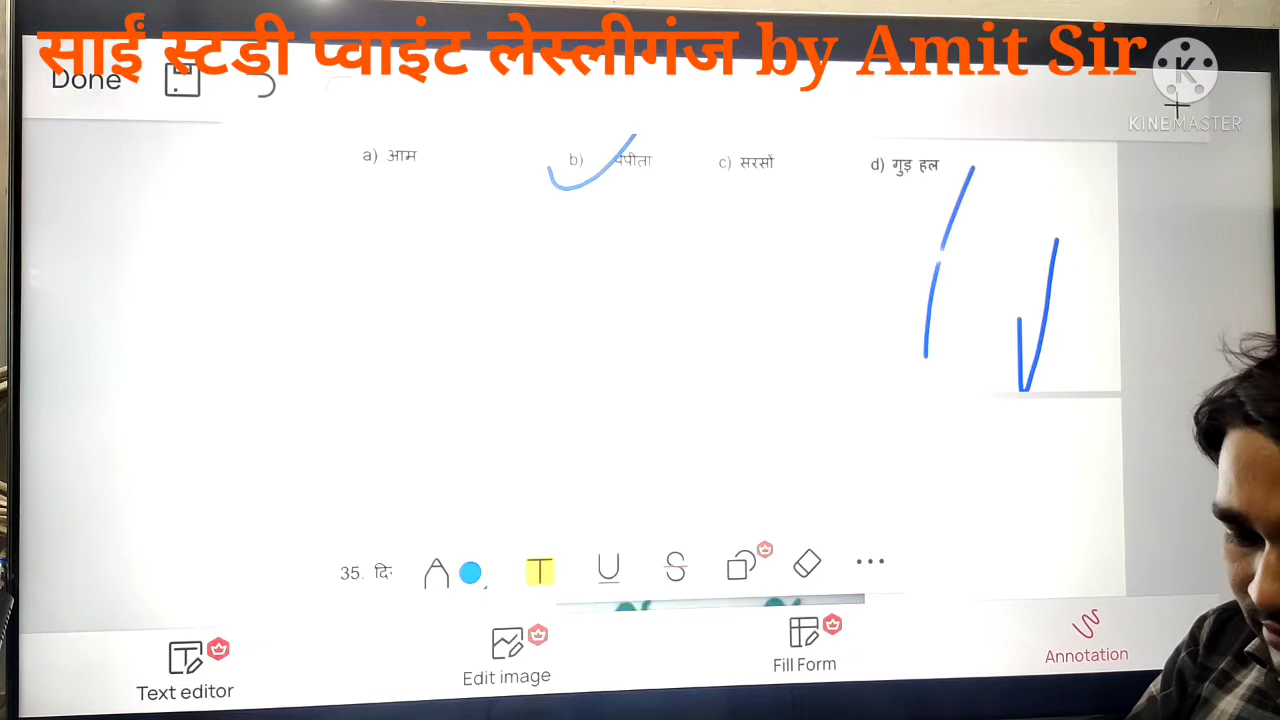 साईं स्टडी प्वाइंट लेस्लीगंज by Amit Sir
Done
K
KINEMASTER
a) आम b) पपीता c) सरसों d) गुड़ हल
35.
A T U S
Text editor Edit image Fill Form Annotation